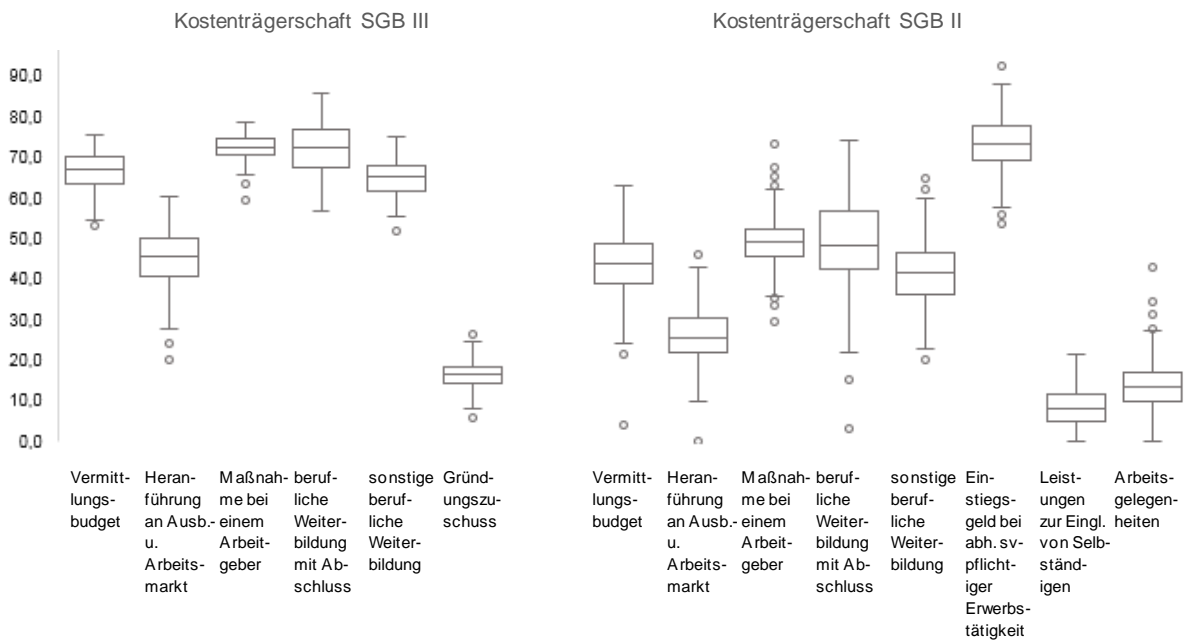 Kostenträgerschaft SGB III
Kostenträgerschaft SGB II
90,0
80,0
70,0
60,0
50,0
40,0
30,0
20,0
10,0
0,0
Vermitt-
lungs-
budget
Heran-
führung
an Ausb.-
u.
Arbeits-
markt
Maßnah-
me bei
einem
Arbeit-
geber
beruf-
liche
Weiter-
bildung
mit Ab-
schluss
sonstige
beruf-
liche
Weiter-
bildung
Gründ-
ungszu-
schuss
Vermitt-
lungs-
budget
Heran-
führung
an Ausb.-
u.
Arbeits-
markt
Maßnah-
me bei
einem
Arbeit-
geber
beruf-
liche
Weiter-
bildung
mit Ab-
schluss
sonstige
beruf-
liche
Weiter-
bildung
Ein-
stiegs-
geld bei
abh. sv-
pflicht-
iger
Erwerbs-
tätigkeit
Leist-
ungen
zur Eingl.
von Selb-
ständ-
igen
Arbeits-
gelegen-
heiten